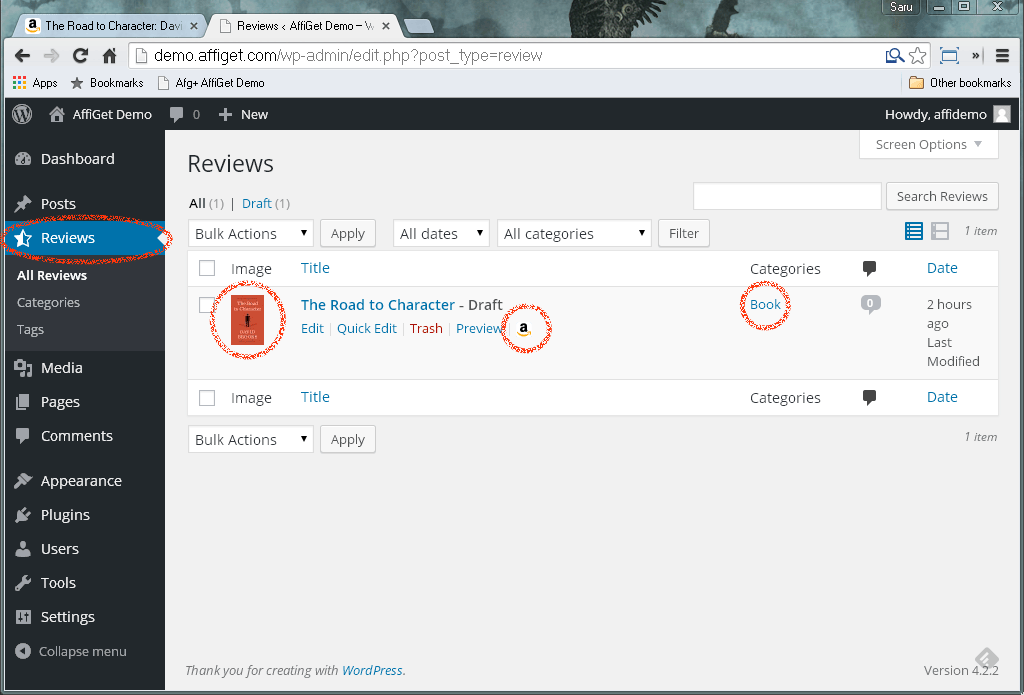 Saru
The Road to Character: Davi
Reviews ‹ AffiGet Demo – W
demo.affiget.com/wp-admin/edit.php?post_type=review
Apps Bookmarks Afg+ AffiGet Demo Other bookmarks
AffiGet Demo 0 New Howdy, affidemo
Screen Options
Dashboard
Posts
Reviews
All Reviews
Categories
Tags
Media
Pages
Comments
Appearance
Plugins
Users
Tools
Settings
Collapse menu
Reviews
All (1) | Draft (1)
Search Reviews
Bulk Actions Apply All dates All categories Filter 1 item
Image Title Categories Date
The Road to Character
DAVID BROOKS
The Road to Character - Draft Book 0 2 hours
ago
Last
Modified
Edit | Quick Edit | Trash | Preview a
Image Title Categories Date
Bulk Actions Apply 1 item
Thank you for creating with WordPress. Version 4.2.2